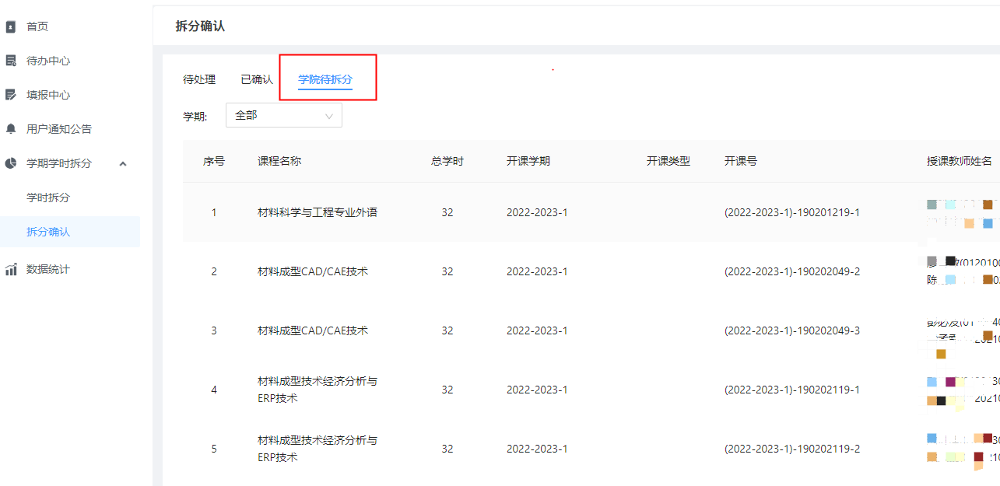 首页
待办中心
填报中心
用户通知公告
学期学时拆分
学时拆分
拆分确认
数据统计
拆分确认
待处理 已确认 学院待拆分
学期: 全部
序号 课程名称 总学时 开课学期 开课类型 开课号 授课教师姓名
1 材料科学与工程专业外语 32 2022-2023-1 (2022-2023-1)-190201219-1
2 材料成型CAD/CAE技术 32 2022-2023-1 (2022-2023-1)-190202049-2
陈
3 材料成型CAD/CAE技术 32 2022-2023-1 (2022-2023-1)-190202049-3
材料成型技术经济分析与
4 32 2022-2023-1 (2022-2023-1)-190202119-1
ERP技术
材料成型技术经济分析与
5 32 2022-2023-1 (2022-2023-1)-190202119-2
ERP技术